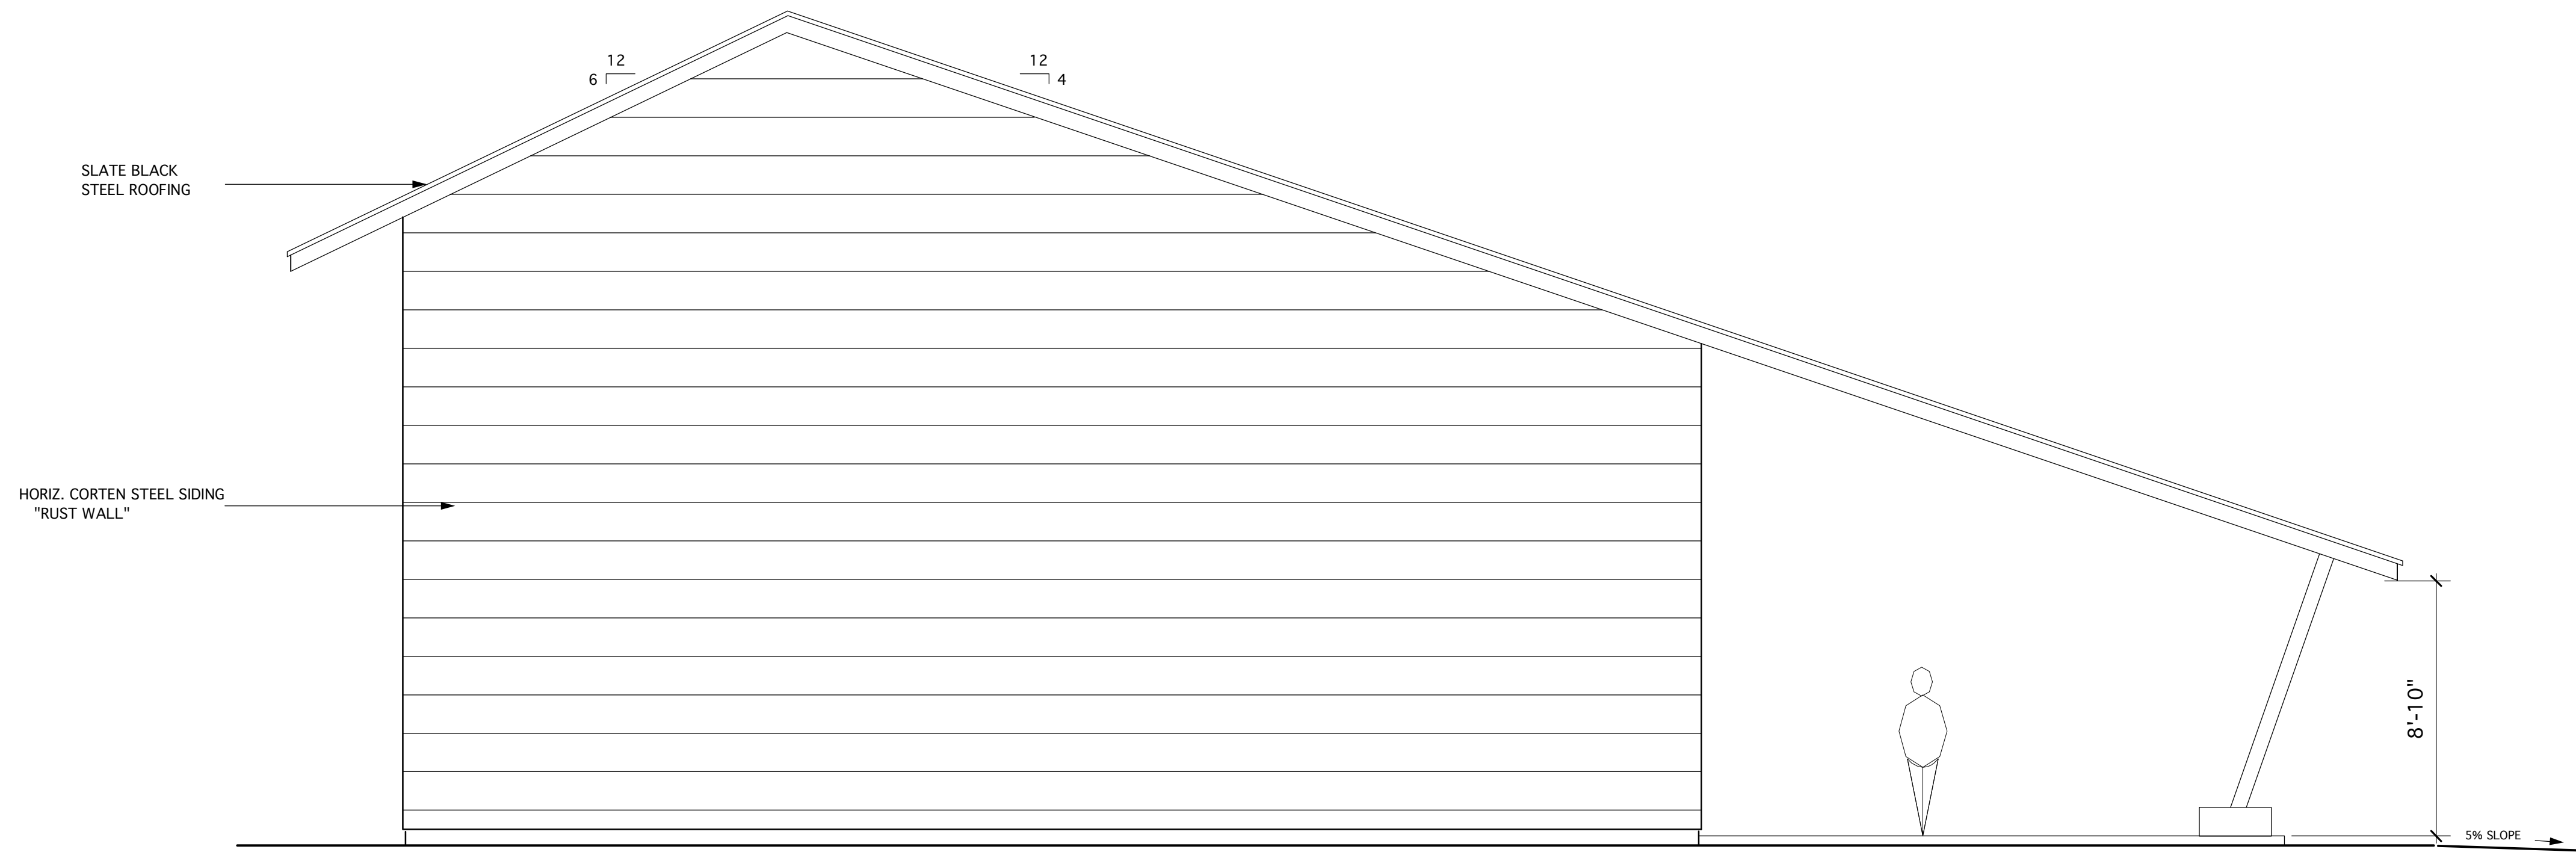 12
6
12
4
SLATE BLACK
STEEL ROOFING
HORIZ. CORTEN STEEL SIDING
"RUST WALL"
8'-10"
5% SLOPE